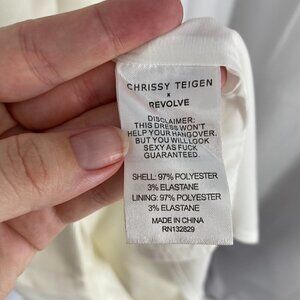 CHRISSY TEIGEN
x
REVOLVE
DISCLAIMER:
THIS DRESS WON'T
HELP YOUR HANGOVER.
BUT YOU WILL LOOK
SEXY AS FUCK
GUARANTEED.
SHELL: 97% POLYESTER
3% ELASTANE
LINING: 97% POLYESTER
3% ELASTANE
MADE IN CHINA
RN132829